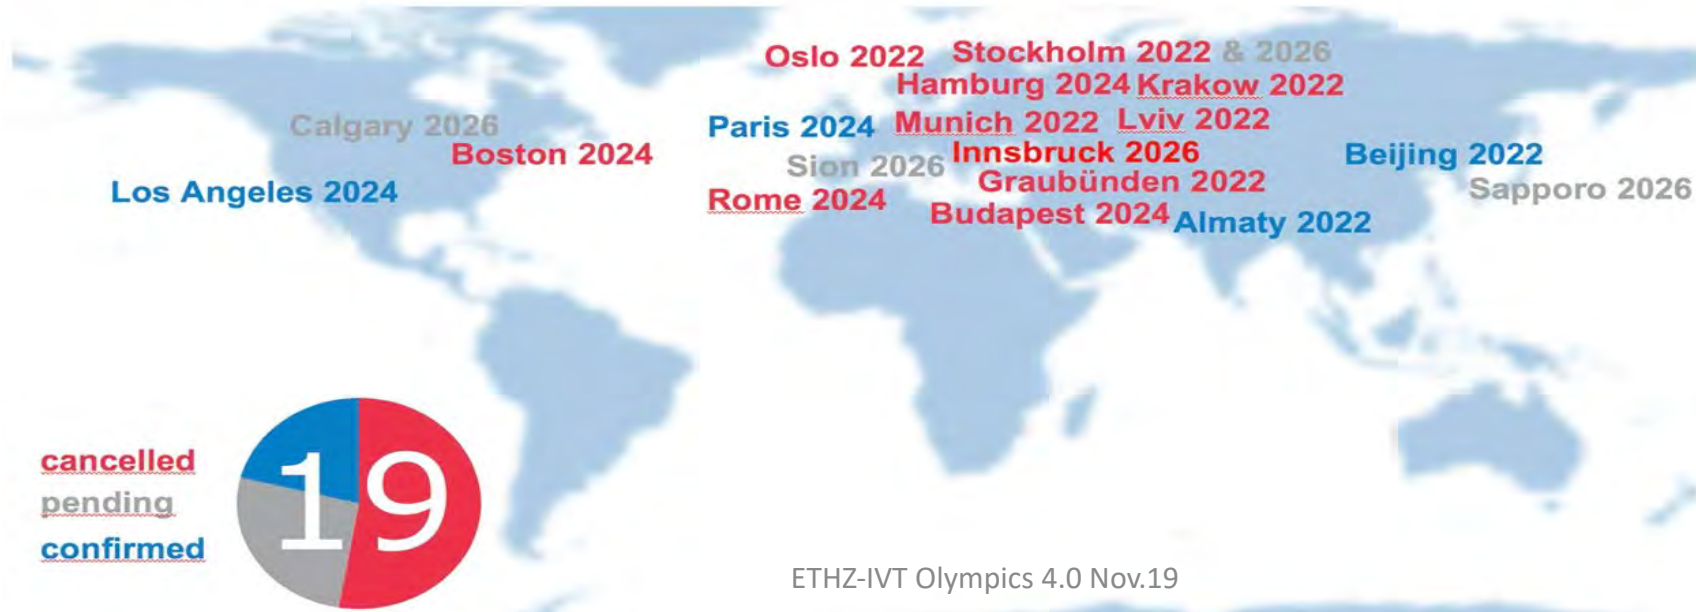 Oslo 2022 Stockholm 2022 & 2026
Hamburg 2024 Krakow 2022
Calgary 2026 Paris 2024 Munich 2022 Lviv 2022
Boston 2024 Sion 2026 Innsbruck 2026 Beijing 2022
Los Angeles 2024 Rome 2024 Graubünden 2022 Sapporo 2026
Budapest 2024 Almaty 2022
cancelled
pending
confirmed
19
ETHZ-IVT Olympics 4.0 Nov.19